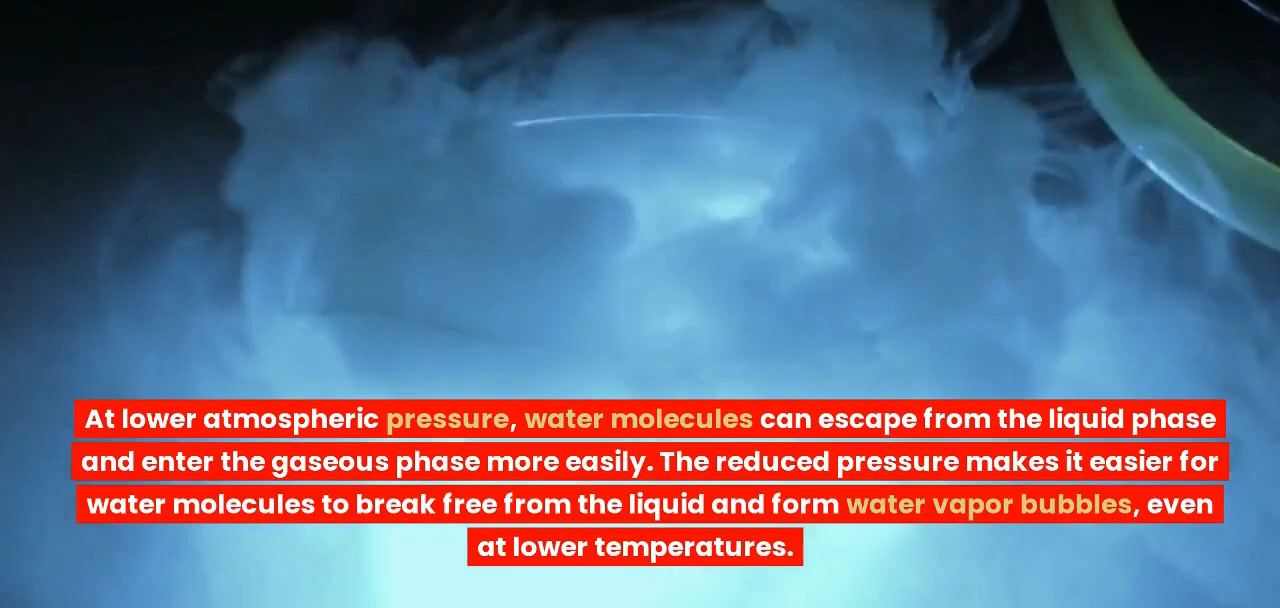 At lower atmospheric pressure, water molecules can escape from the liquid phase
and enter the gaseous phase more easily. The reduced pressure makes it easier for
water molecules to break free from the liquid and form water vapor bubbles, even
at lower temperatures.